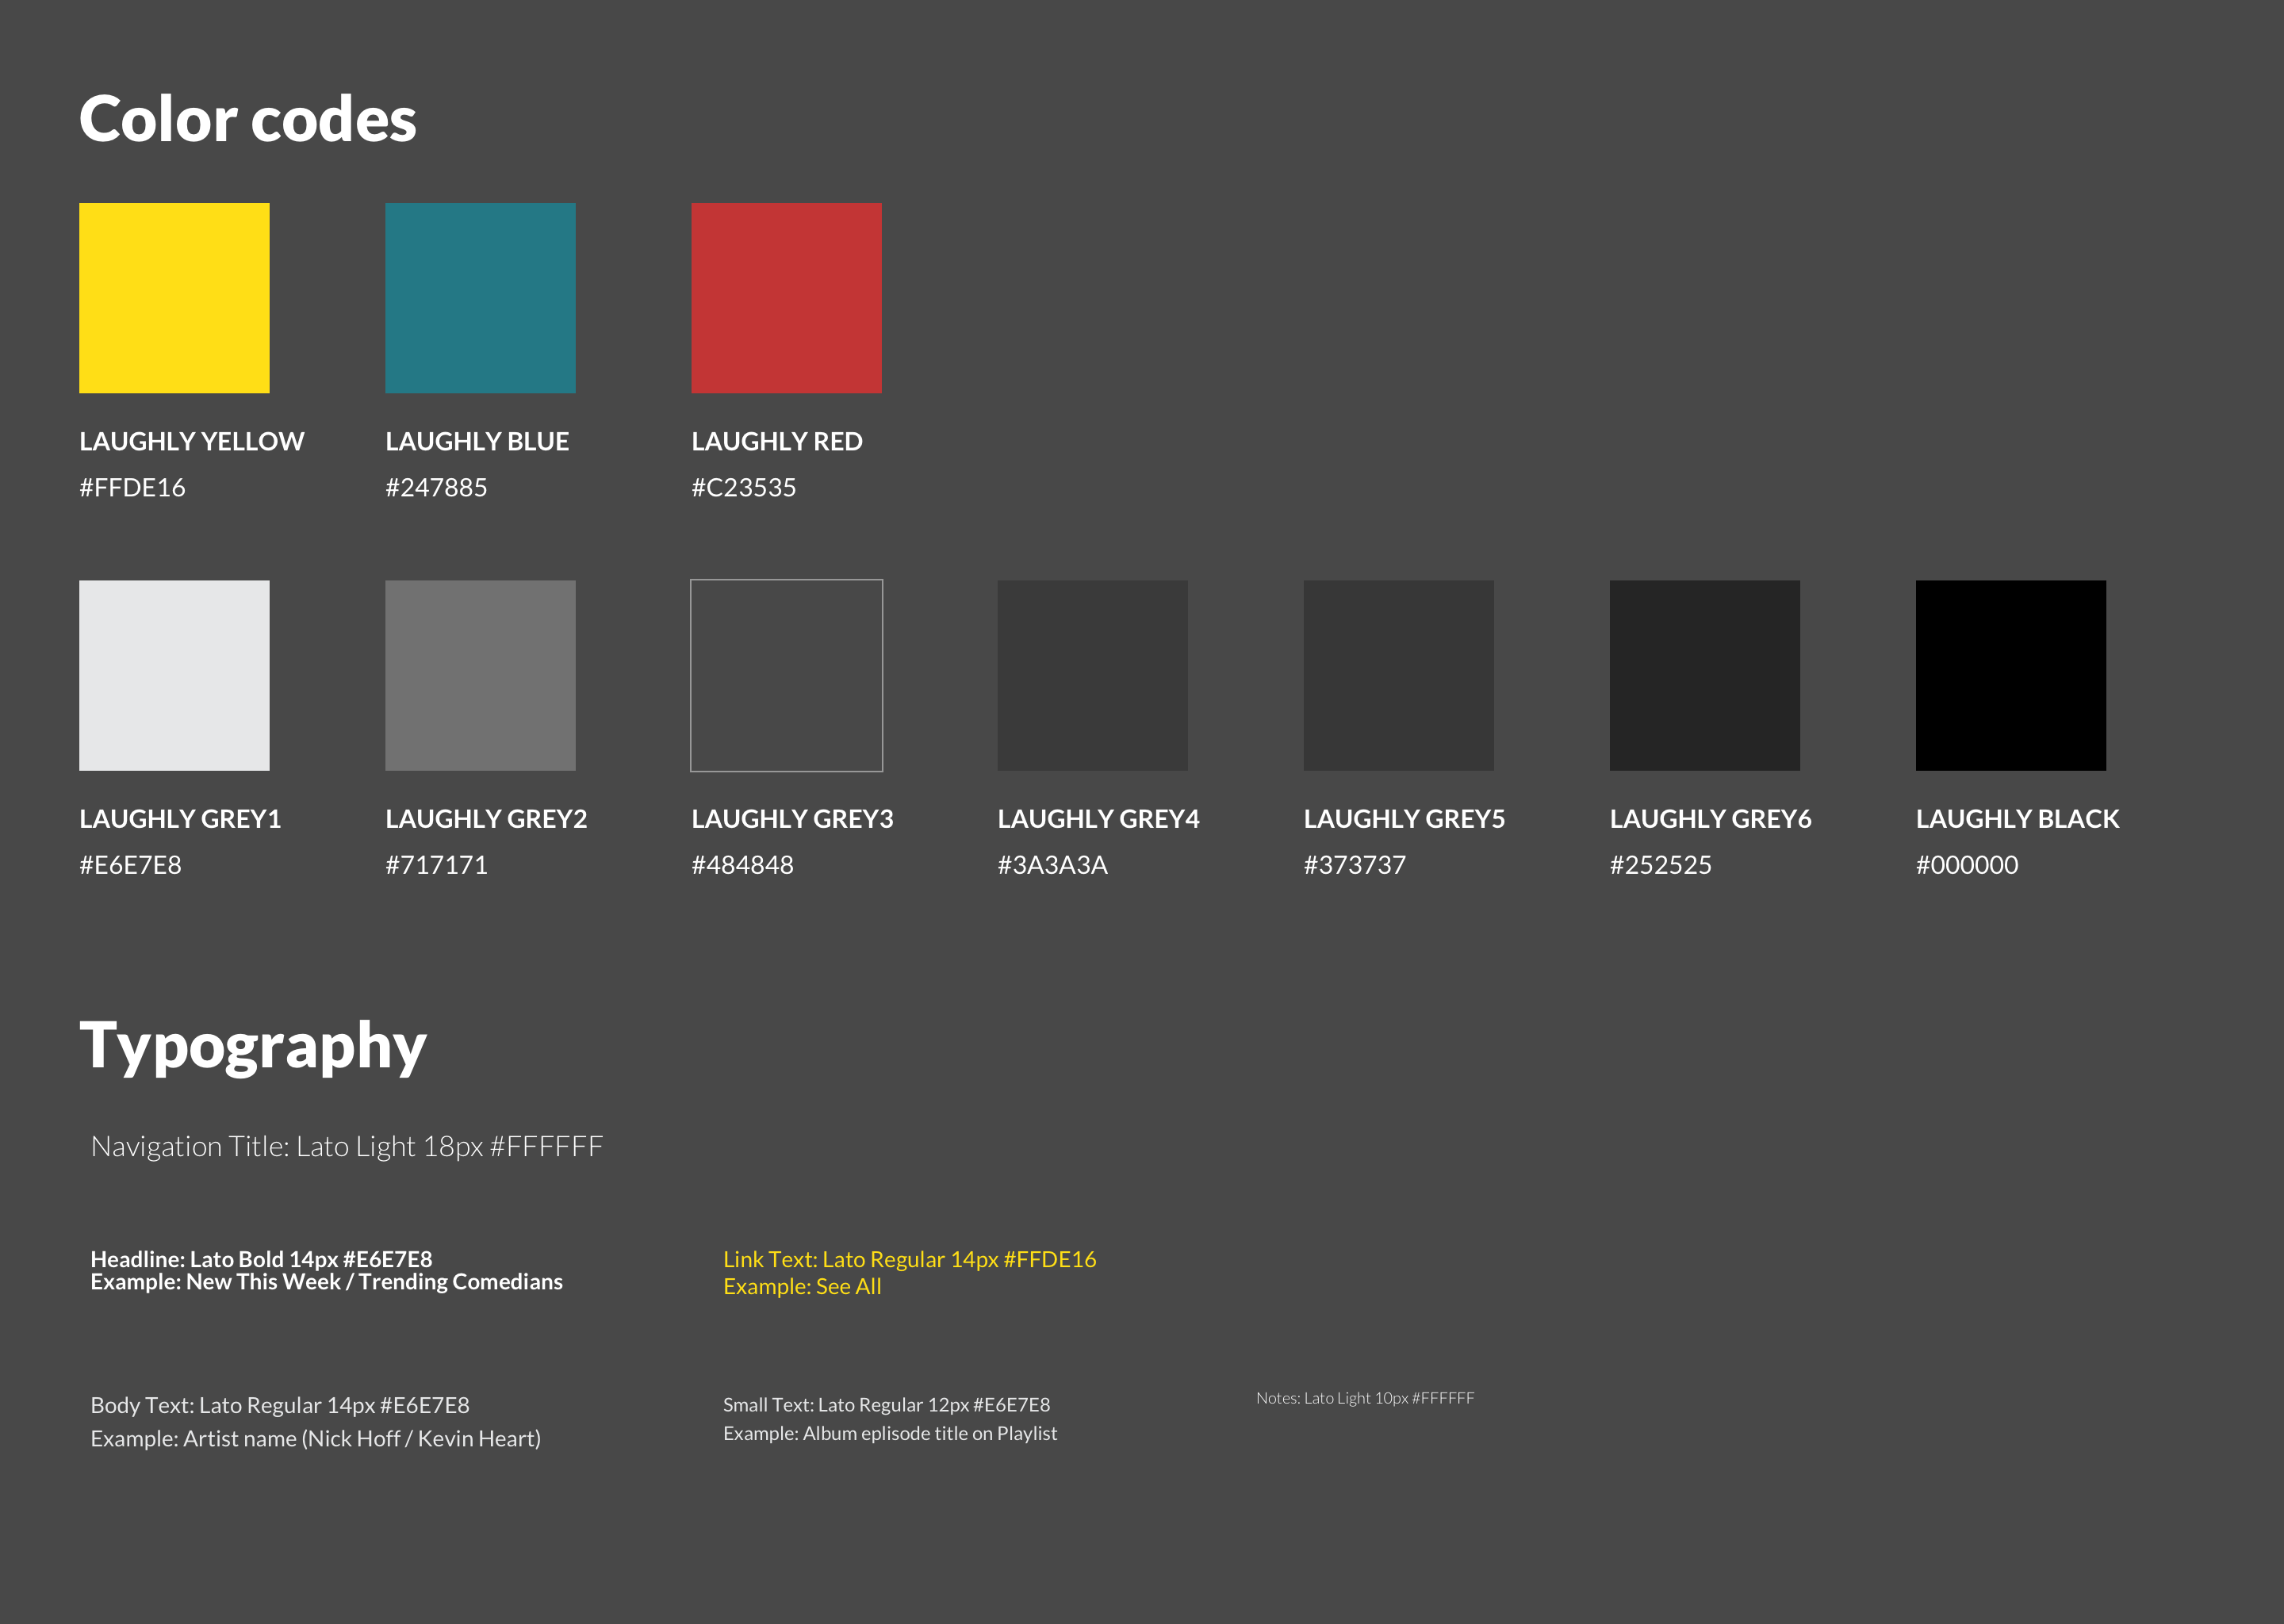 Color codes
LAUGHLY YELLOW
#FFDE16
LAUGHLY BLUE
#247885
LAUGHLY RED
#C23535
LAUGHLY GREY1
#E6E7E8
LAUGHLY GREY2
#717171
LAUGHLY GREY3
#484848
LAUGHLY GREY4
#3A3A3A
LAUGHLY GREY5
#373737
LAUGHLY GREY6
#252525
LAUGHLY BLACK
#000000
Typography
Navigation Title: Lato Light 18px #FFFFFF
Headline: Lato Bold 14px #E6E7E8
Example: New This Week / Trending Comedians
Link Text: Lato Regular 14px #FFDE16
Example: See All
Body Text: Lato Regular 14px #E6E7E8
Example: Artist name (Nick Hoff / Kevin Heart)
Small Text: Lato Regular 12px #E6E7E8
Example: Album eplisode title on Playlist
Notes: Lato Light 10px #FFFFFF